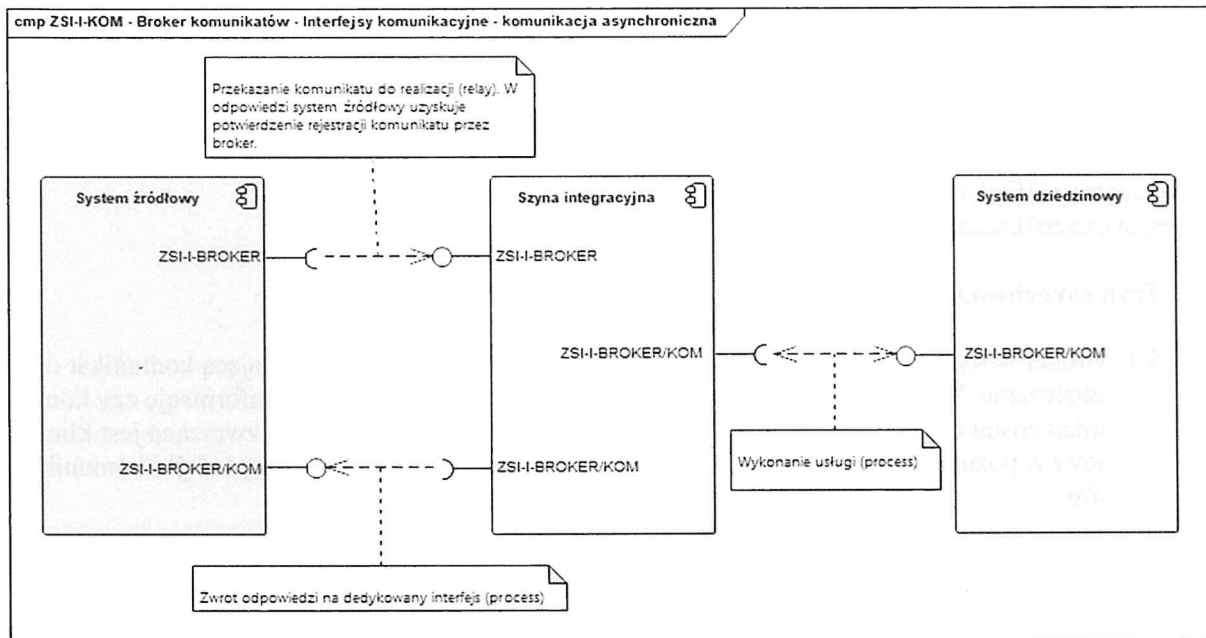 cmp ZSI-I-KOM - Broker komunikatów - Interfejsy komunikacyjne - komunikacja asynchroniczna
Przekazanie komunikatu do realizacji (relay). W
odpowiedzi system źródłowy uzyskuje
potwierdzenie rejestracji komunikatu przez
broker.
System źródłowy
Szyna integracyjna
System dziedzinowy
ZSI-I-BROKER
ZSI-I-BROKER
ZSI-I-BROKER/KOM
ZSI-I-BROKER/KOM
ZSI-I-BROKER/KOM
ZSI-I-BROKER/KOM
Wykonanie usługi (process)
Zwrot odpowiedzi na dedykowany interfejs (process)